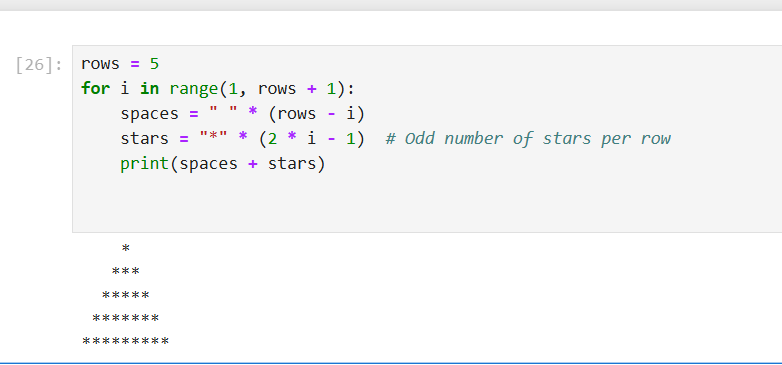 [26]: rows = 5
for i in range(1, rows + 1):
    spaces = " " * (rows - i)
    stars = "*" * (2 * i - 1)  # Odd number of stars per row
    print(spaces + stars)
    *
   ***
  *****
 *******
*********